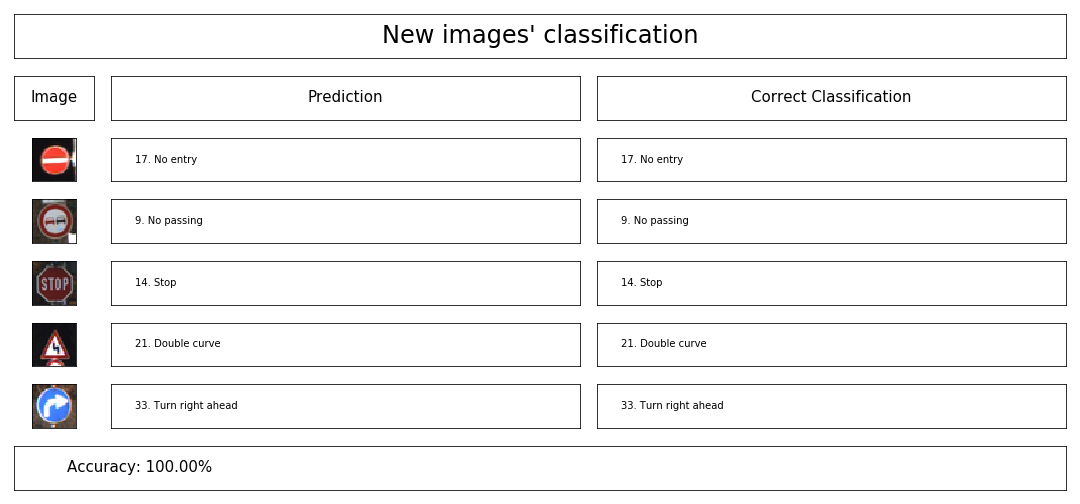 New images' classification
Image Prediction Correct Classification
17. No entry 17. No entry
9. No passing 9. No passing
STOP 14. Stop 14. Stop
21. Double curve 21. Double curve
33. Turn right ahead 33. Turn right ahead
Accuracy: 100.00%